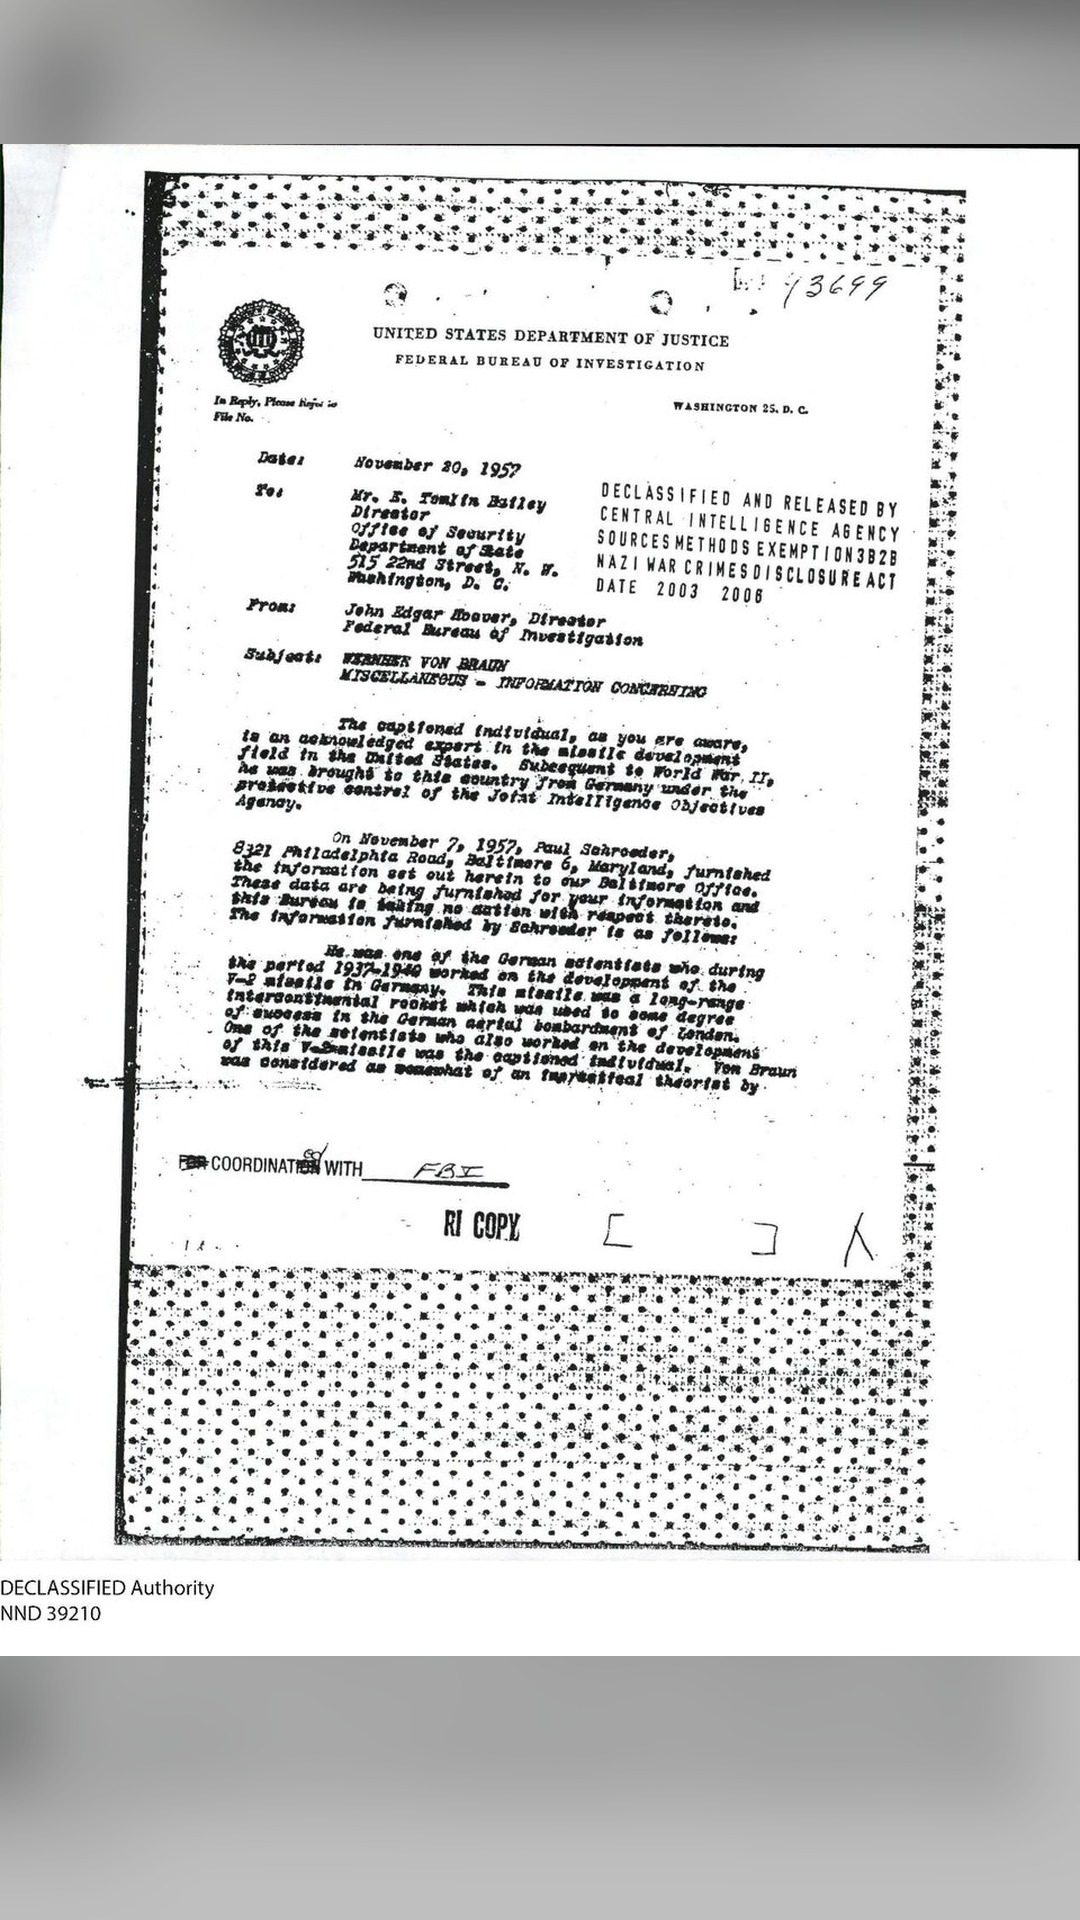 13699
UNITED STATES DEPARTMENT OF JUSTICE
FEDERAL BUREAU OF INVESTIGATION
In Reply, Please Refer to
File No.
WASHINGTON 25, D. C.
Date: November 20, 1957
To: Mr. E. Tomlin Bailey
Director
Office of Security
Department of State
515 22nd Street, N. W.
Washington, D. C.
DECLASSIFIED AND RELEASED BY
CENTRAL INTELLIGENCE AGENCY
SOURCES METHODS EXEMPTION 3B2B
NAZI WAR CRIMES DISCLOSURE ACT
DATE 2003 2006
From: John Edgar Hoover, Director
Federal Bureau of Investigation
Subject: WERNHER VON BRAUN
MISCELLANEOUS - INFORMATION CONCERNING
The captioned individual, as you are aware,
is an acknowledged expert in the missile development
field in the United States. Subsequent to World War II,
he was brought to this country from Germany under the
protective control of the Joint Intelligence Objectives
Agency.
On November 7, 1957, Paul Schroeder,
8321 Philadelphia Road, Baltimore 6, Maryland, furnished
the information set out herein to our Baltimore Office.
These data are being furnished for your information and
this Bureau is taking no action with respect thereto.
The information furnished by Schroeder is as follows:
He was one of the German scientists who during
the period 1937-1940 worked on the development of the
V-2 missile in Germany. This missile was a long-range
intercontinental rocket which was used to some degree
of success in the German aerial bombardment of London.
One of the scientists who also worked on the development
of this V-2 missile was the captioned individual. Von Braun
was considered as somewhat of an impractical theorist by
FOR COORDINATed WITH FBI
RI COPY
DECLASSIFIED Authority
NND 39210